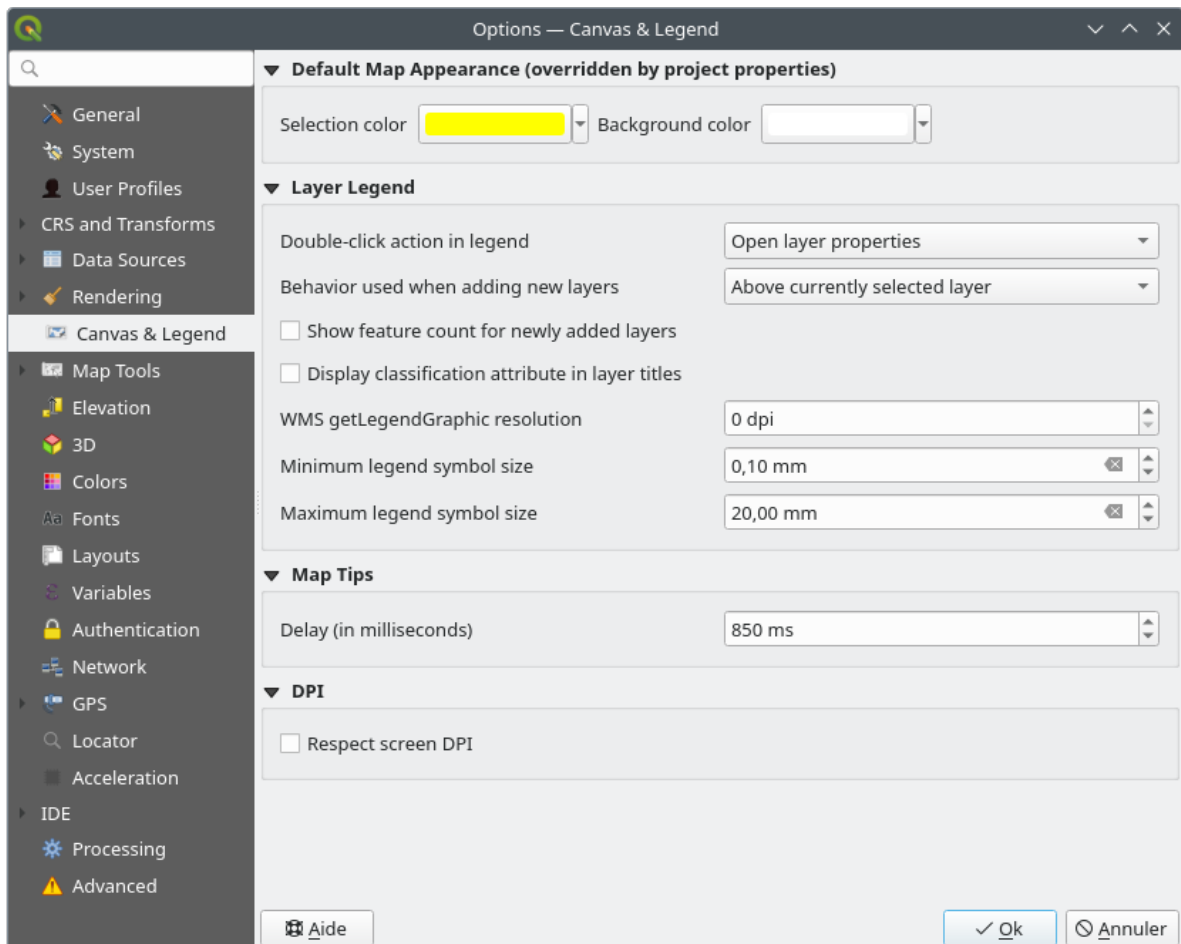 Options — Canvas & Legend
General
System
User Profiles
CRS and Transforms
Data Sources
Rendering
Canvas & Legend
Map Tools
Elevation
3D
Colors
Fonts
Layouts
Variables
Authentication
Network
GPS
Locator
Acceleration
IDE
Processing
Advanced
Default Map Appearance (overridden by project properties)
Selection color Background color
Layer Legend
Double-click action in legend Open layer properties
Behavior used when adding new layers Above currently selected layer
Show feature count for newly added layers
Display classification attribute in layer titles
WMS getLegendGraphic resolution 0 dpi
Minimum legend symbol size 0,10 mm
Maximum legend symbol size 20,00 mm
Map Tips
Delay (in milliseconds) 850 ms
DPI
Respect screen DPI
Aide Ok Annuler